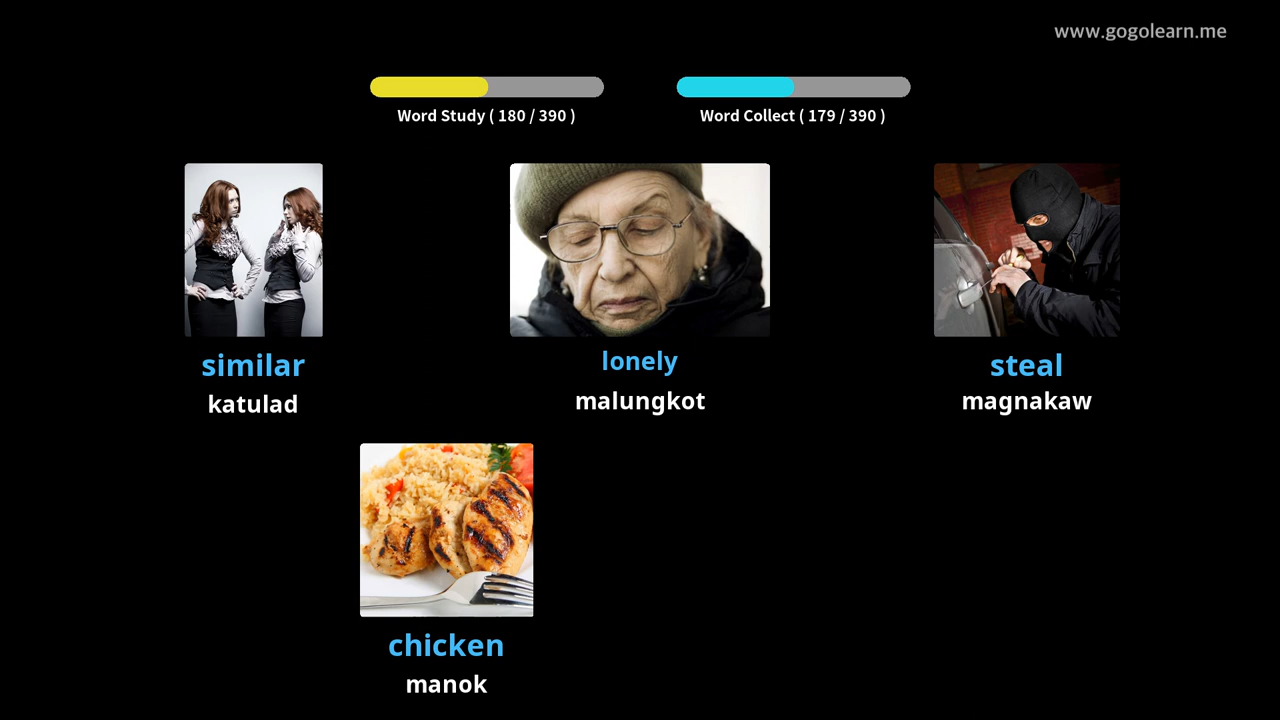 www.gogolearn.me
Word Study ( 180 / 390 )
Word Collect ( 179 / 390 )
similar
katulad
lonely
malungkot
steal
magnakaw
chicken
manok